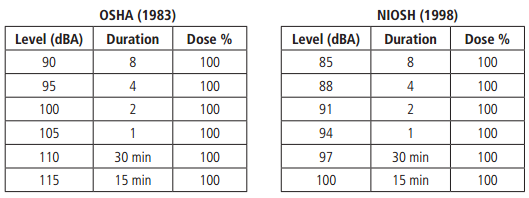 OSHA (1983)
Level (dBA) Duration Dose %
90 8 100
95 4 100
100 2 100
105 1 100
110 30 min 100
115 15 min 100
NIOSH (1998)
Level (dBA) Duration Dose %
85 8 100
88 4 100
91 2 100
94 1 100
97 30 min 100
100 15 min 100